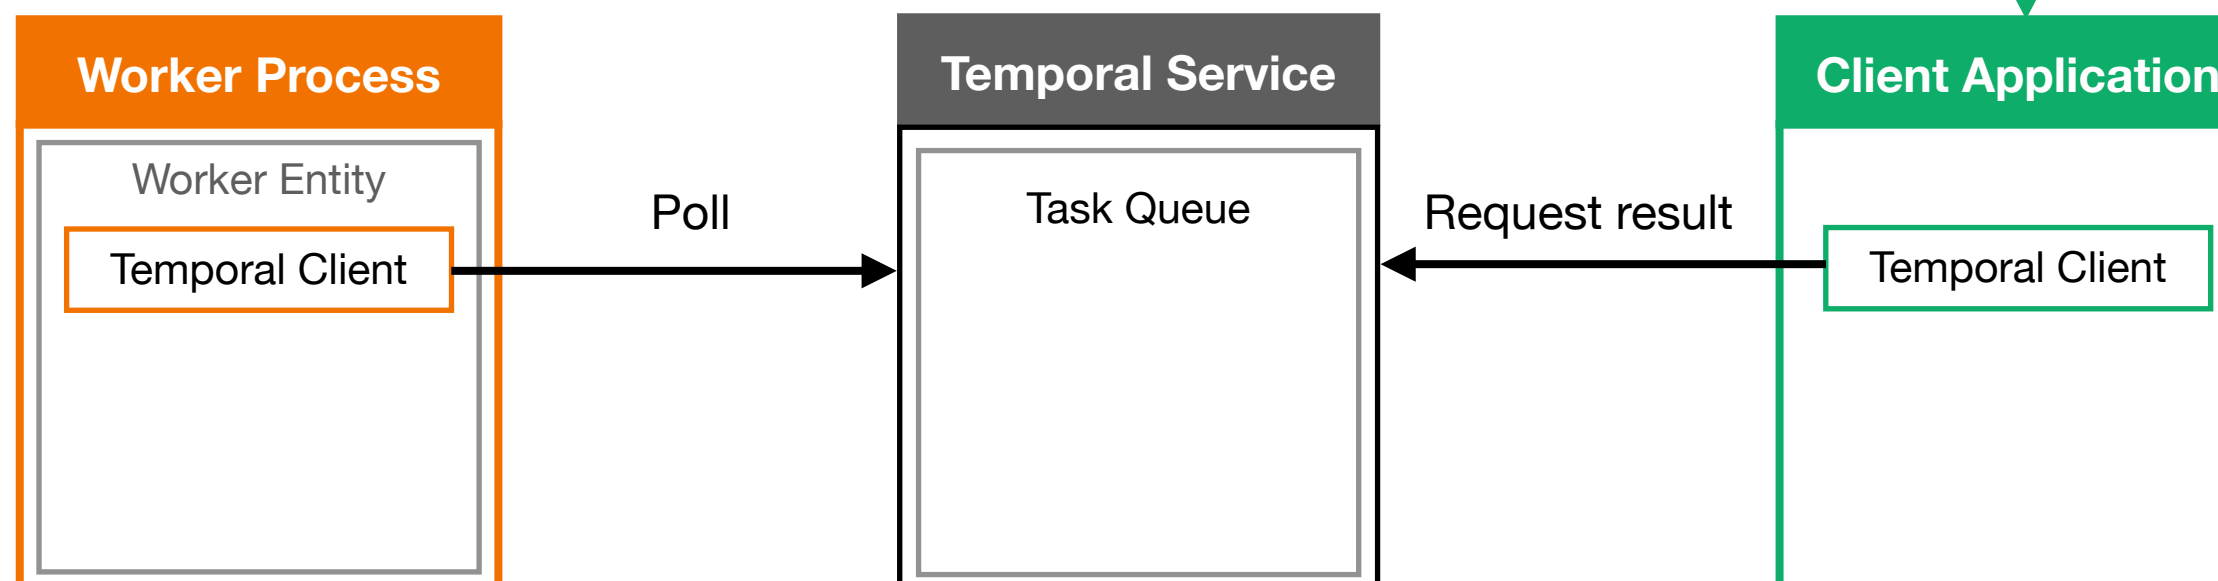 Worker Process
Worker Entity
Temporal Client
Poll
Temporal Service
Task Queue
Request result
Client Application
Temporal Client